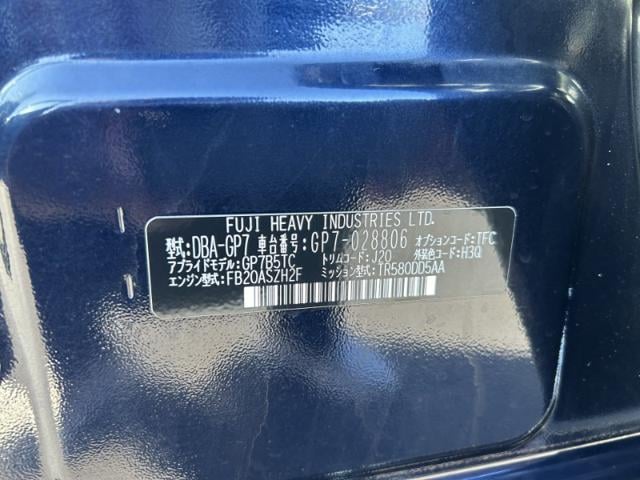 FUJI HEAVY INDUSTRIES LTD.
型式:DBA-GP7 車台番号:GP7-028806 オプションコード:TFC
アプライドモデル:GP7B5TC トリムコード:J20 外装色コード:H3Q
エンジン型式:FB20ASZH2F ミッション型式:TR580DD5AA